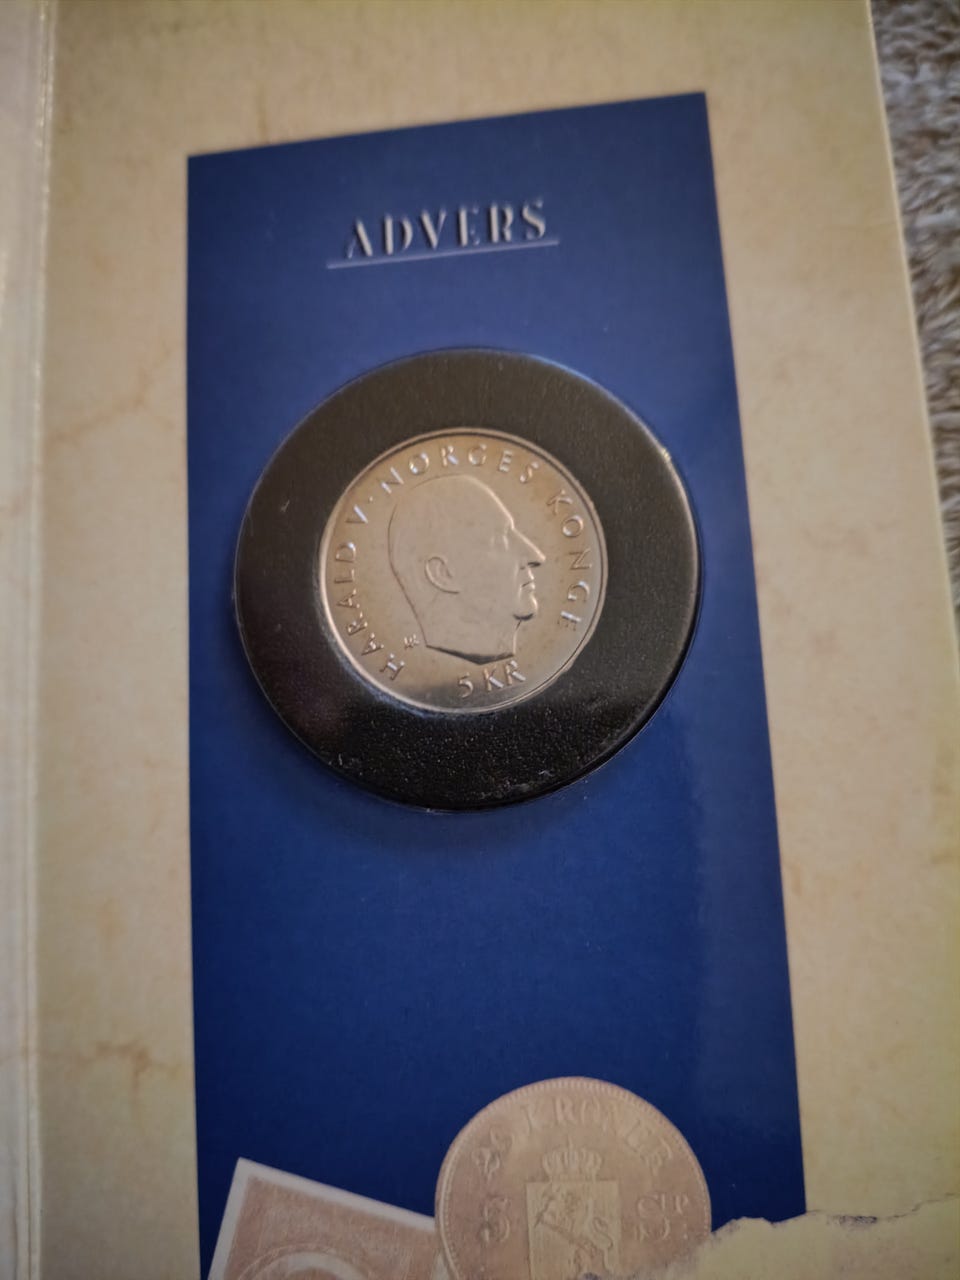 ADVERS
HARALD V · NORGES KONGE
5 KR
KRONER